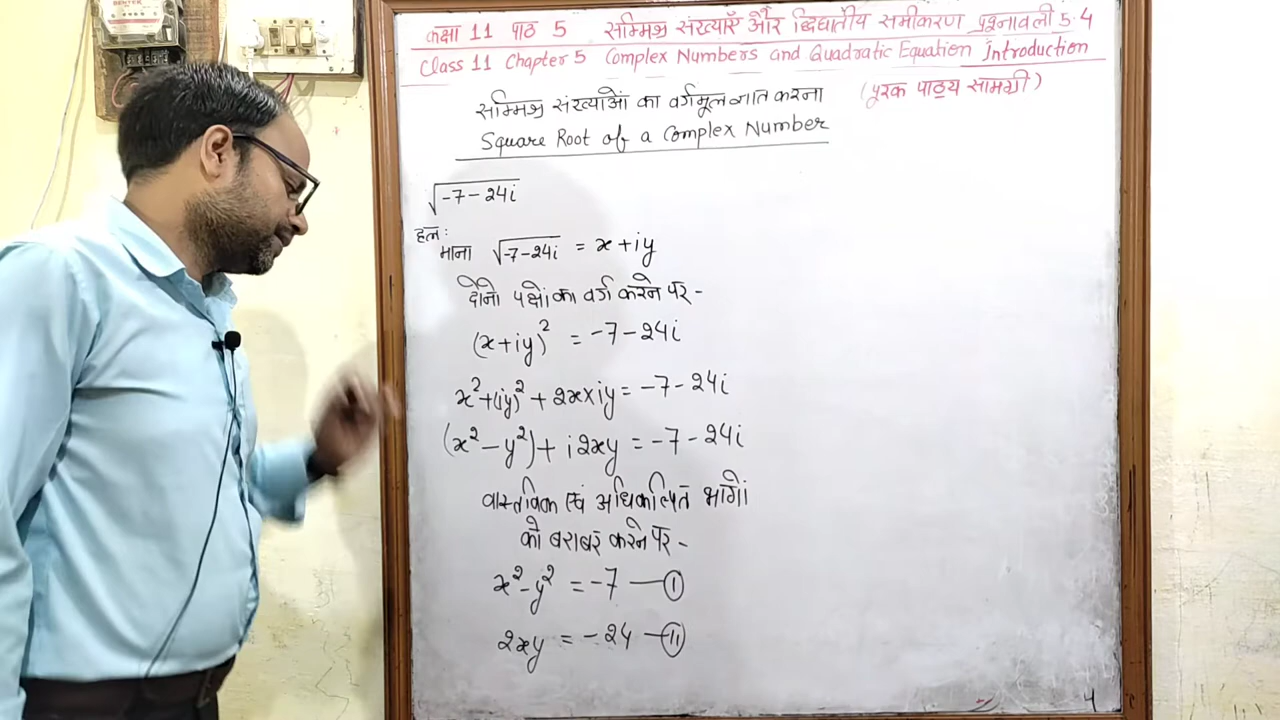 कक्षा 11 पाठ 5 सम्मिश्र संख्याएँ और द्विघातीय समीकरण प्रश्नावली 5.4
Class 11 Chapter 5 Complex Numbers and Quadratic Equation Introduction
(पूरक पाठ्य सामग्री)
सम्मिश्र संख्याओं का वर्गमूल ज्ञात करना
Square Root of a Complex Number
√-7-24i
हल:
माना √-7-24i = x+iy
दोनो पक्षों का वर्ग करने पर -
(x+iy)² = -7-24i
x²+(iy)²+2x×iy = -7-24i
(x²-y²)+i2xy = -7-24i
वास्तविक एवं अधिकल्पित भागों
को बराबर करने पर -
x²-y² = -7 — (I)
2xy = -24 — (II)
4